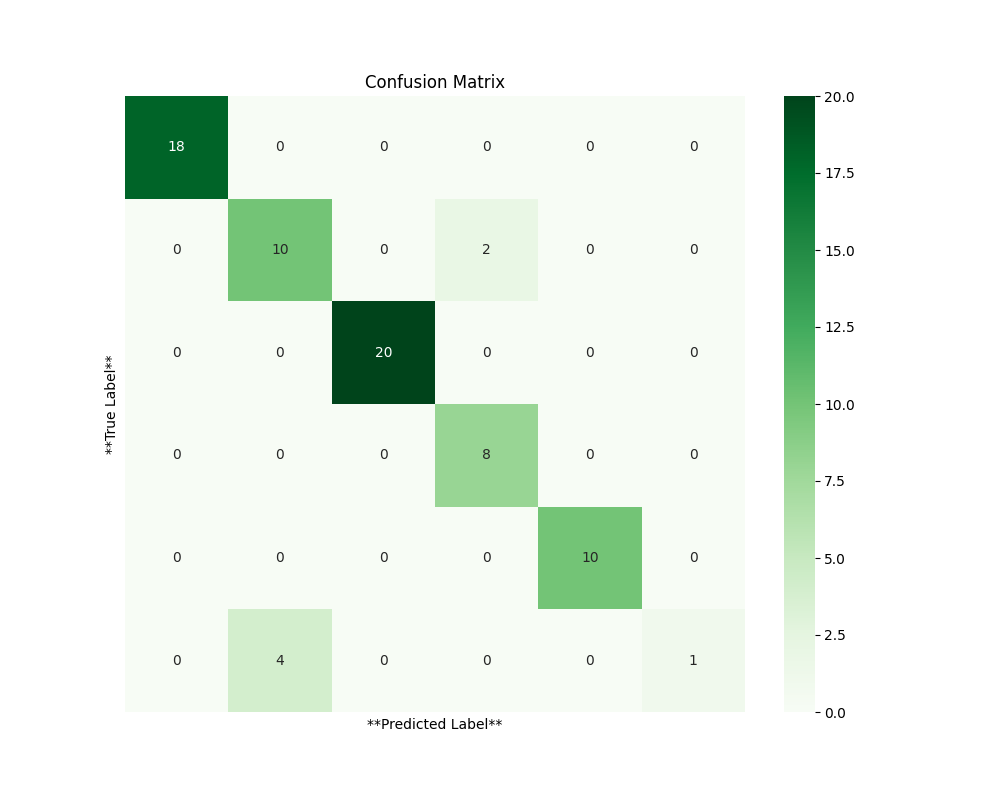 Confusion Matrix
18 0 0 0 0 0
0 10 0 2 0 0
0 0 20 0 0 0
0 0 0 8 0 0
0 0 0 0 10 0
0 4 0 0 0 1
**True Label**
**Predicted Label**
20.0
17.5
15.0
12.5
10.0
7.5
5.0
2.5
0.0